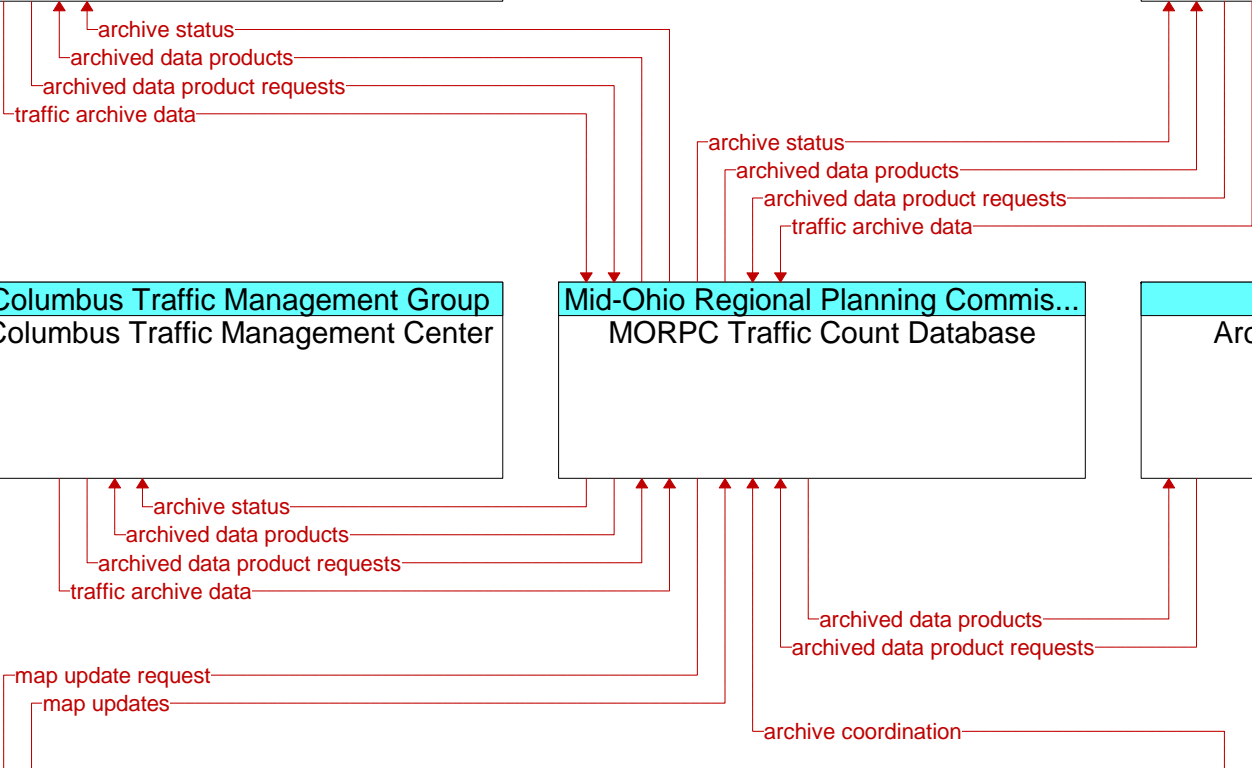 archive status
archived data products
archived data product requests
traffic archive data
archive status
archived data products
archived data product requests
traffic archive data
Columbus Traffic Management Group
Columbus Traffic Management Center
Mid-Ohio Regional Planning Commis...
MORPC Traffic Count Database
archive status
archived data products
archived data product requests
traffic archive data
archived data products
archived data product requests
map update request
map updates
archive coordination